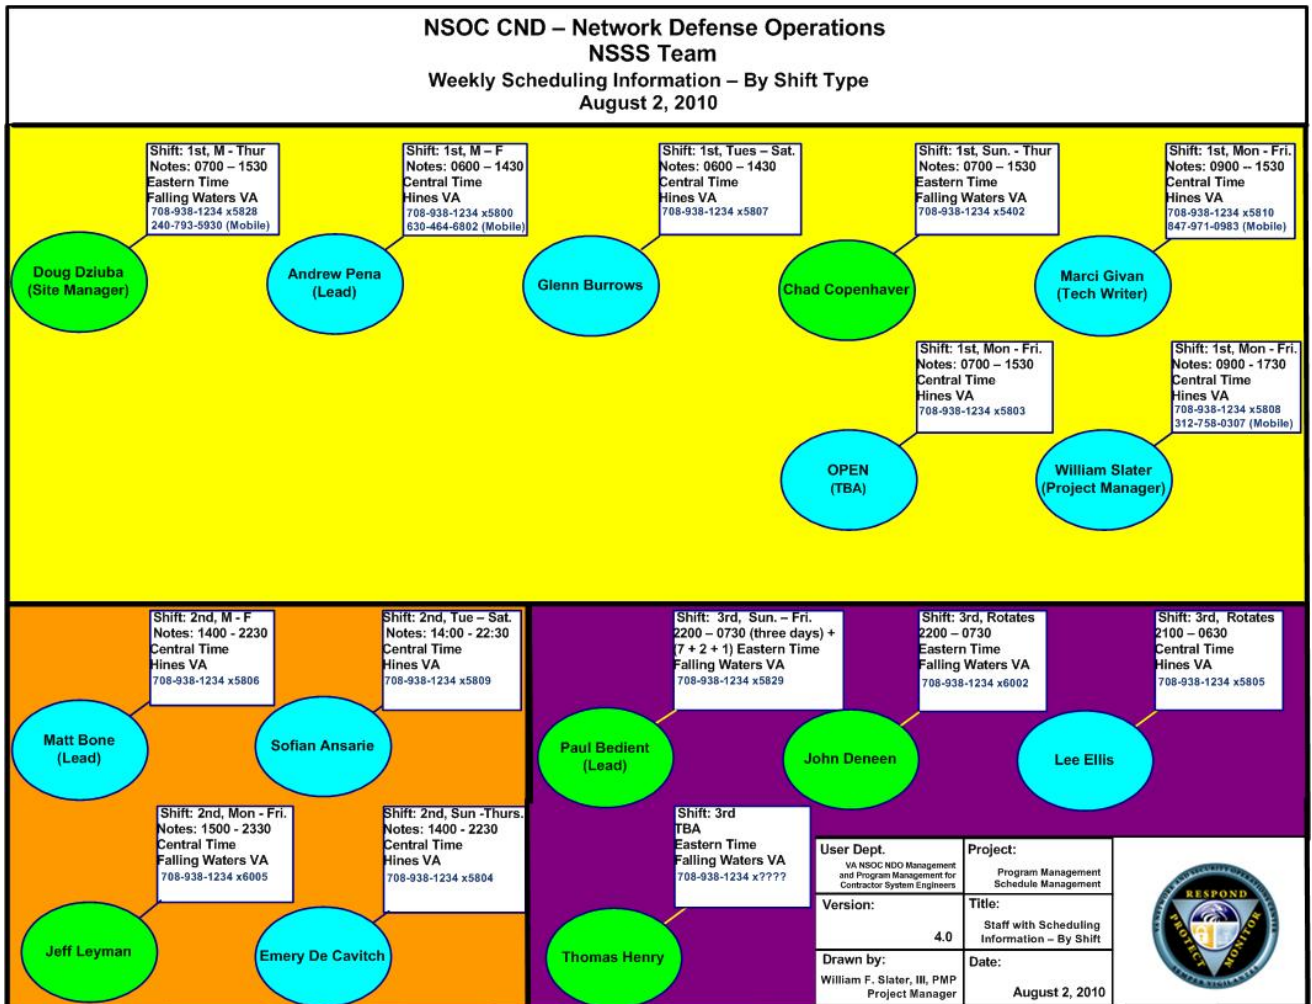 NSOC CND – Network Defense Operations
NSSS Team
Weekly Scheduling Information – By Shift Type
August 2, 2010
Shift: 1st, M - Thur
Notes: 0700 – 1530
Eastern Time
Falling Waters VA
708-938-1234 x5828
240-793-5930 (Mobile)
Doug Dziuba
(Site Manager)
Shift: 1st, M – F
Notes: 0600 – 1430
Central Time
Hines VA
708-938-1234 x5800
630-464-6802 (Mobile)
Andrew Pena
(Lead)
Shift: 1st, Tues – Sat.
Notes: 0600 – 1430
Central Time
Hines VA
708-938-1234 x5807
Glenn Burrows
Shift: 1st, Sun. - Thur
Notes: 0700 – 1530
Eastern Time
Falling Waters VA
708-938-1234 x5402
Chad Copenhaver
Shift: 1st, Mon - Fri.
Notes: 0900 -- 1530
Central Time
Hines VA
708-938-1234 x5810
847-971-0983 (Mobile)
Marci Givan
(Tech Writer)
Shift: 1st, Mon - Fri.
Notes: 0700 – 1530
Central Time
Hines VA
708-938-1234 x5803
OPEN
(TBA)
Shift: 1st, Mon - Fri.
Notes: 0900 - 1730
Central Time
Hines VA
708-938-1234 x5808
312-758-0307 (Mobile)
William Slater
(Project Manager)
Shift: 2nd, M - F
Notes: 1400 - 2230
Central Time
Hines VA
708-938-1234 x5806
Matt Bone
(Lead)
Shift: 2nd, Tue – Sat.
Notes: 14:00 - 22:30
Central Time
Hines VA
708-938-1234 x5809
Sofian Ansarie
Shift: 2nd, Mon - Fri.
Notes: 1500 - 2330
Central Time
Falling Waters VA
708-938-1234 x6005
Jeff Leyman
Shift: 2nd, Sun -Thurs.
Notes: 1400 - 2230
Central Time
Hines VA
708-938-1234 x5804
Emery De Cavitch
Shift: 3rd, Sun. – Fri.
2200 – 0730 (three days) +
(7 + 2 + 1) Eastern Time
Falling Waters VA
708-938-1234 x5829
Paul Bedient
(Lead)
Shift: 3rd, Rotates
2200 – 0730
Eastern Time
Falling Waters VA
708-938-1234 x6002
John Deneen
Shift: 3rd, Rotates
2100 – 0630
Central Time
Hines VA
708-938-1234 x5805
Lee Ellis
Shift: 3rd
TBA
Eastern Time
Falling Waters VA
708-938-1234 x????
Thomas Henry
User Dept.
VA NSOC NDO Management
and Program Management for
Contractor System Engineers
Project:
Program Management
Schedule Management
Version:
4.0
Title:
Staff with Scheduling
Information – By Shift
Drawn by:
William F. Slater, III, PMP
Project Manager
Date:
August 2, 2010
VA NETWORK AND SECURITY OPERATIONS CENTER
RESPOND
PROTECT
MONITOR
SEMPER VIGILANTES